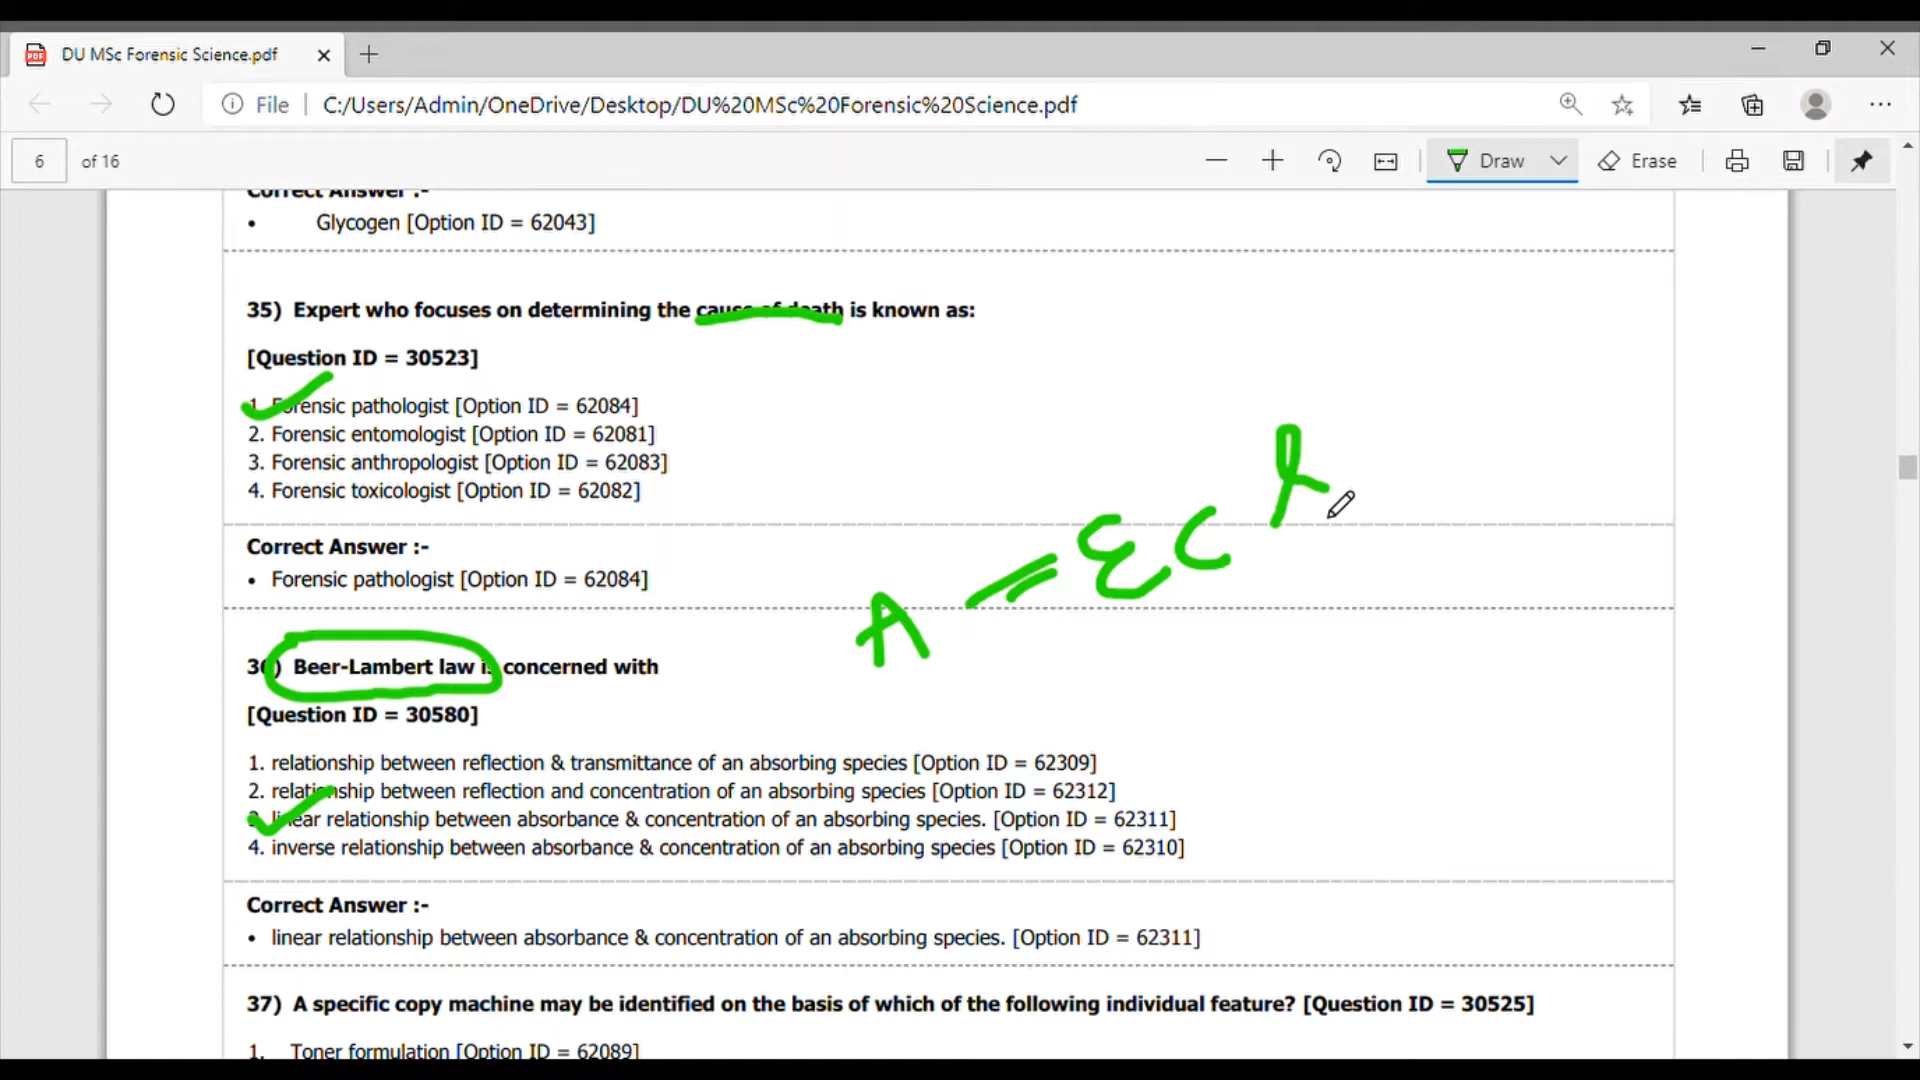 DU MSc Forensic Science.pdf
File C:/Users/Admin/OneDrive/Desktop/DU%20MSc%20Forensic%20Science.pdf
6 of 16 Draw Erase
Correct Answer :-
• Glycogen [Option ID = 62043]
35) Expert who focuses on determining the cause of death is known as:
[Question ID = 30523]
1. Forensic pathologist [Option ID = 62084]
2. Forensic entomologist [Option ID = 62081]
3. Forensic anthropologist [Option ID = 62083]
4. Forensic toxicologist [Option ID = 62082]
Correct Answer :-
• Forensic pathologist [Option ID = 62084]
A = εcl
36) Beer-Lambert law is concerned with
[Question ID = 30580]
1. relationship between reflection & transmittance of an absorbing species [Option ID = 62309]
2. relationship between reflection and concentration of an absorbing species [Option ID = 62312]
3. linear relationship between absorbance & concentration of an absorbing species. [Option ID = 62311]
4. inverse relationship between absorbance & concentration of an absorbing species [Option ID = 62310]
Correct Answer :-
• linear relationship between absorbance & concentration of an absorbing species. [Option ID = 62311]
37) A specific copy machine may be identified on the basis of which of the following individual feature? [Question ID = 30525]
1. Toner formulation [Option ID = 62089]